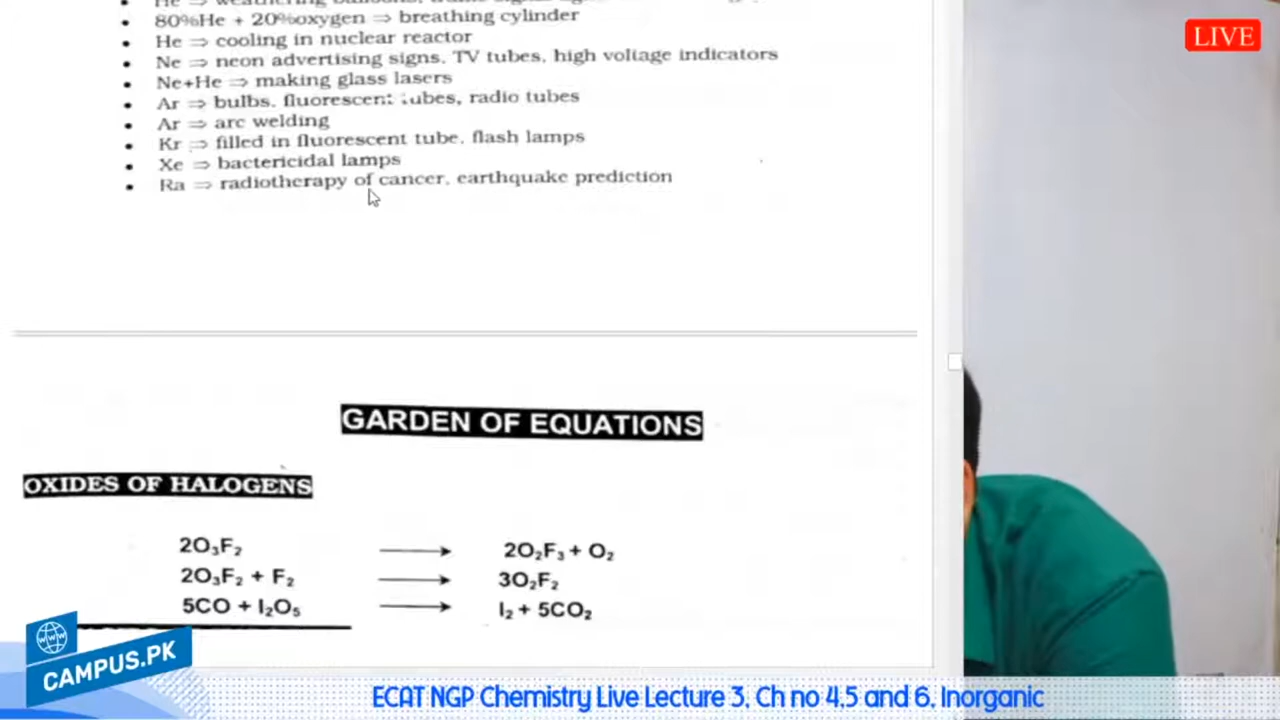 80%He + 20%oxygen ⇒ breathing cylinder
He ⇒ cooling in nuclear reactor
Ne ⇒ neon advertising signs. TV tubes. high voltage indicators
Ne+He ⇒ making glass lasers
Ar ⇒ bulbs. fluorescent tubes, radio tubes
Ar ⇒ arc welding
Kr ⇒ filled in fluorescent tube. flash lamps
Xe ⇒ bactericidal lamps
Ra ⇒ radiotherapy of cancer, earthquake prediction
GARDEN OF EQUATIONS
OXIDES OF HALOGENS
2O₃F₂ → 2O₂F₃ + O₂
2O₃F₂ + F₂ → 3O₂F₂
5CO + I₂O₅ → I₂ + 5CO₂
LIVE
WWW
CAMPUS.PK
ECAT NGP Chemistry Live Lecture 3. Ch no 4,5 and 6. Inorganic